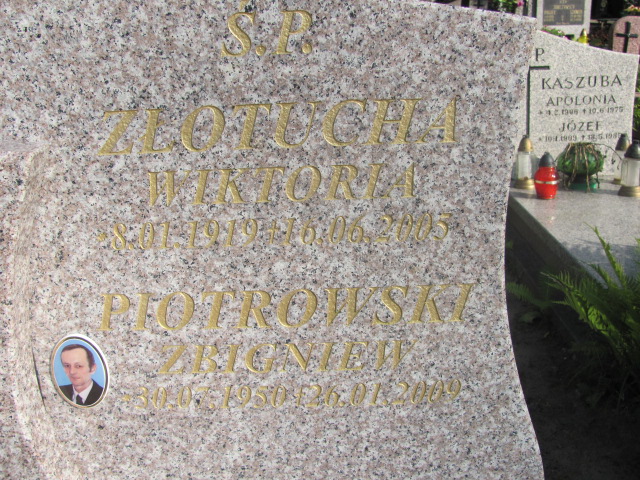 Ś.P.
ZŁOTUCHA
WIKTORIA
*8.01.1919 +16.06.2005
PIOTROWSKI
ZBIGNIEW
*30.07.1950 +26.01.2009
P.
KASZUBA
APOLONIA
JÓZEF